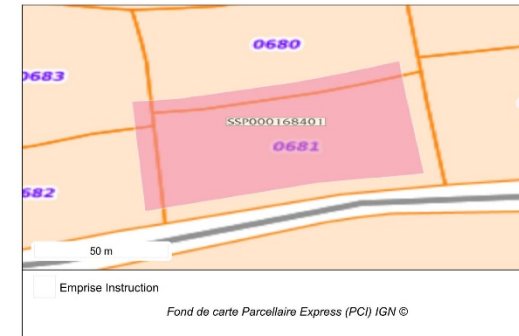 0680
0683
SSP000168401
0681
682
50 m
Emprise Instruction
Fond de carte Parcellaire Express (PCI) IGN ©